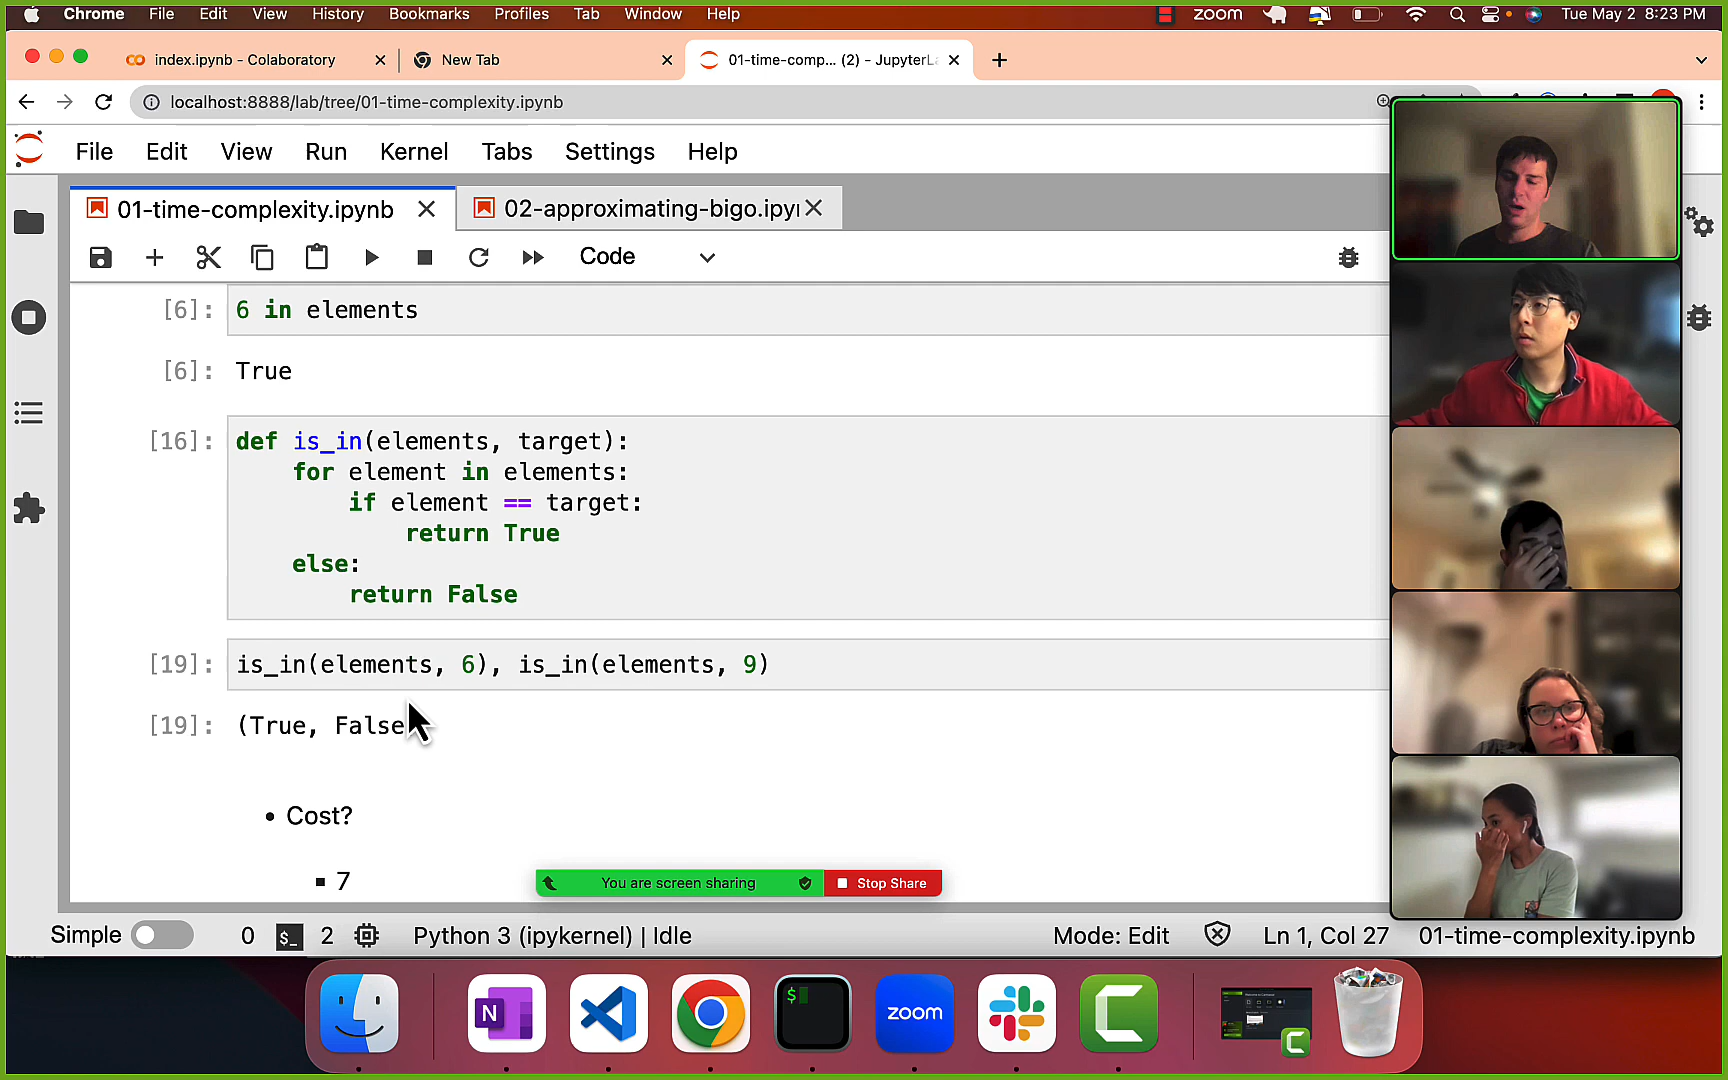 Chrome File Edit View History Bookmarks Profiles Tab Window Help zoom Tue May 2 8:23 PM
index.ipynb - Colaboratory New Tab 01-time-comp... (2) - JupyterLa
localhost:8888/lab/tree/01-time-complexity.ipynb
File Edit View Run Kernel Tabs Settings Help
01-time-complexity.ipynb 02-approximating-bigo.ipyn
Code
[6]: 6 in elements
[6]: True
[16]: def is_in(elements, target):
for element in elements:
if element == target:
return True
else:
return False
[19]: is_in(elements, 6), is_in(elements, 9)
[19]: (True, False
• Cost?
▪ 7
You are screen sharing Stop Share
Simple 0 $_ 2 Python 3 (ipykernel) | Idle Mode: Edit Ln 1, Col 27 01-time-complexity.ipynb
N $ zoom C C